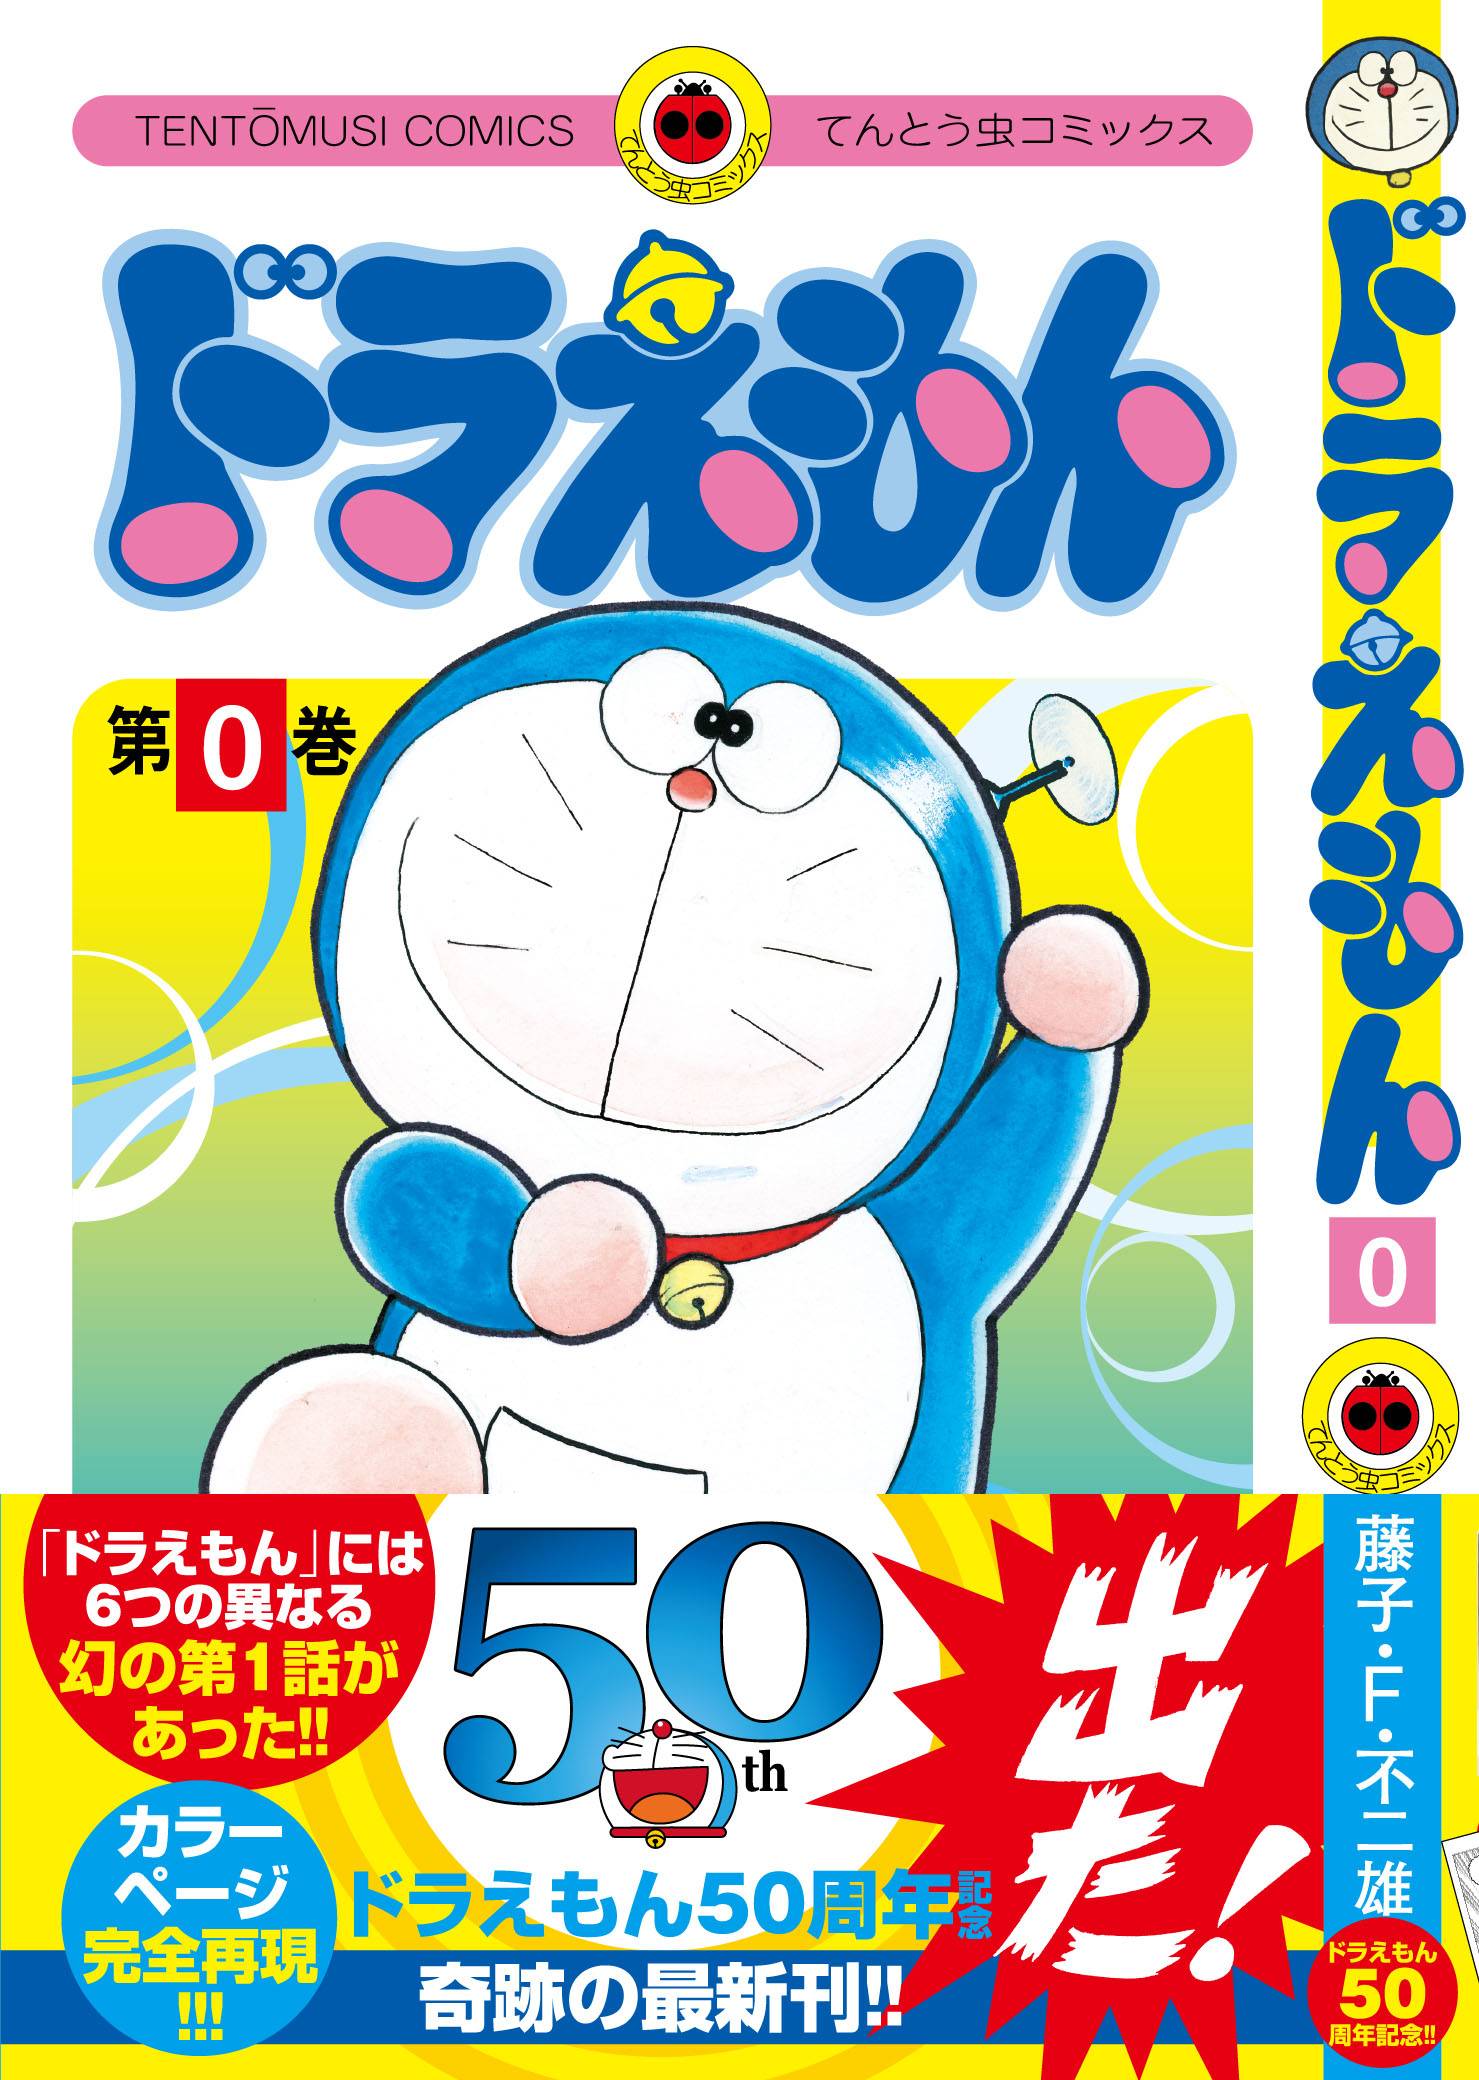 TENTŌMUSI COMICS
てんとう虫コミックス
てんとう虫コミックス
ドラえもん
第0巻
「ドラえもん」には
6つの異なる
幻の第1話が
あった!!
カラー
ページ
完全再現
!!!
50th
ドラえもん50周年記念
奇跡の最新刊!!
出た!
ドラえもん
0
てんとう虫コミックス
藤子・F・不二雄
ドラえもん
50
周年記念!!